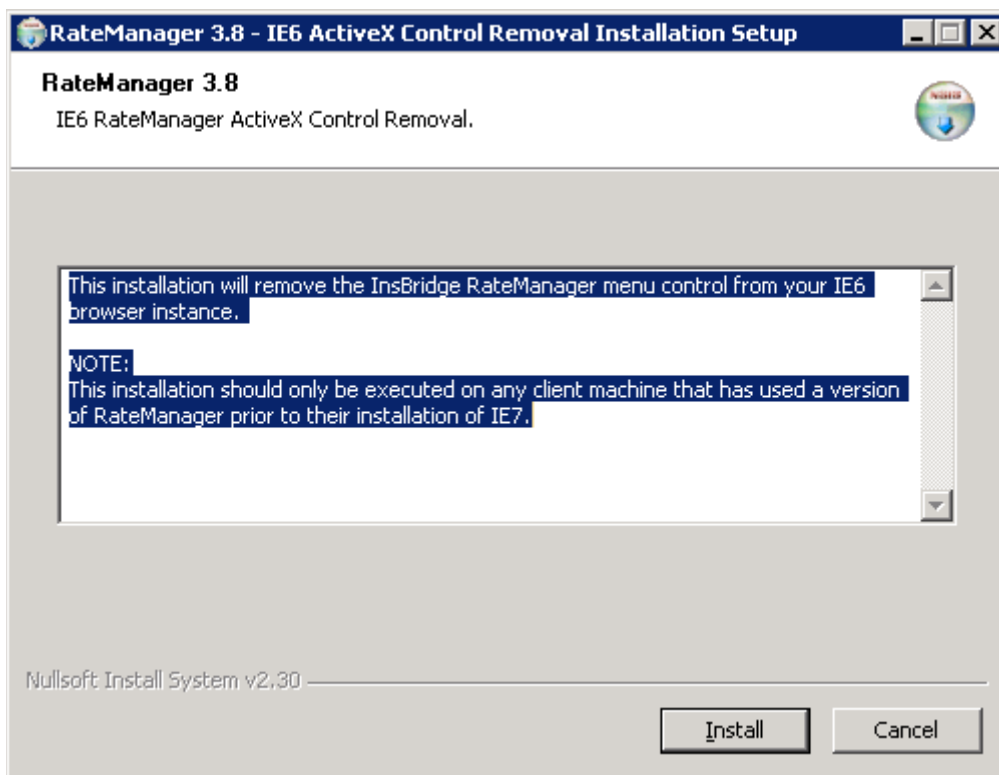 RateManager 3.8 - IE6 ActiveX Control Removal Installation Setup
RateManager 3.8
IE6 RateManager ActiveX Control Removal.
This installation will remove the InsBridge RateManager menu control from your IE6
browser instance.
NOTE:
This installation should only be executed on any client machine that has used a version
of RateManager prior to their installation of IE7.
Nullsoft Install System v2.30
Install
Cancel